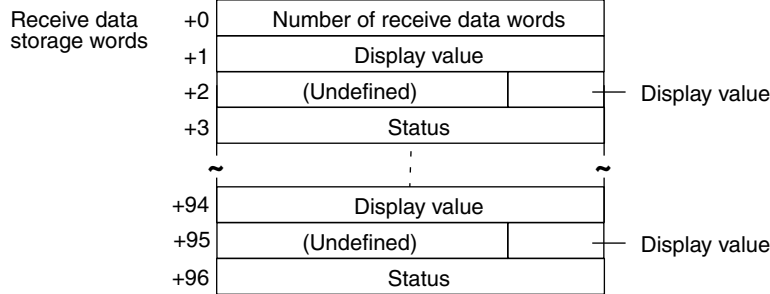 Receive data
storage words
+0 Number of receive data words
+1 Display value
+2 (Undefined) Display value
+3 Status
~ ~
+94 Display value
+95 (Undefined) Display value
+96 Status